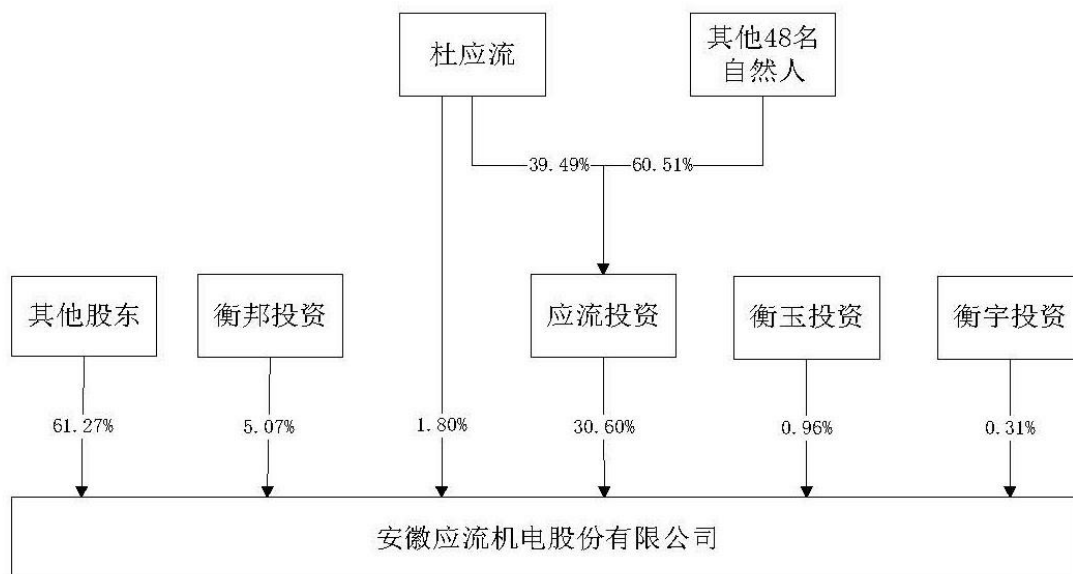 杜应流
其他48名
自然人
39.49%
60.51%
其他股东
衡邦投资
应流投资
衡玉投资
衡宇投资
61.27%
5.07%
1.80%
30.60%
0.96%
0.31%
安徽应流机电股份有限公司